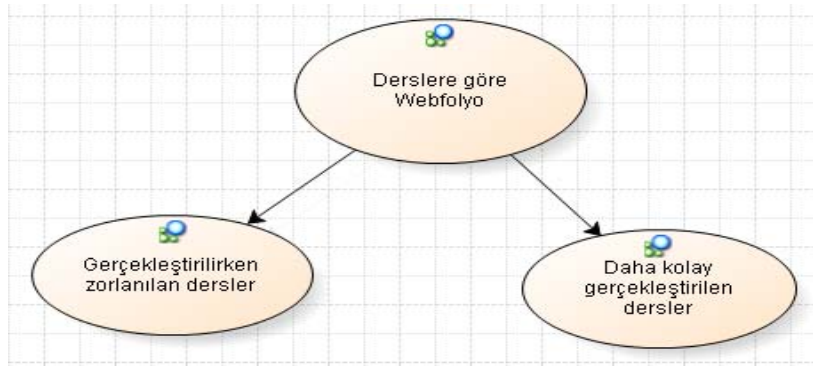 Derslere göre
Webfolyo
Gerçekleştirilirken
zorlanılan dersler
Daha kolay
gerçekleştirilen
dersler